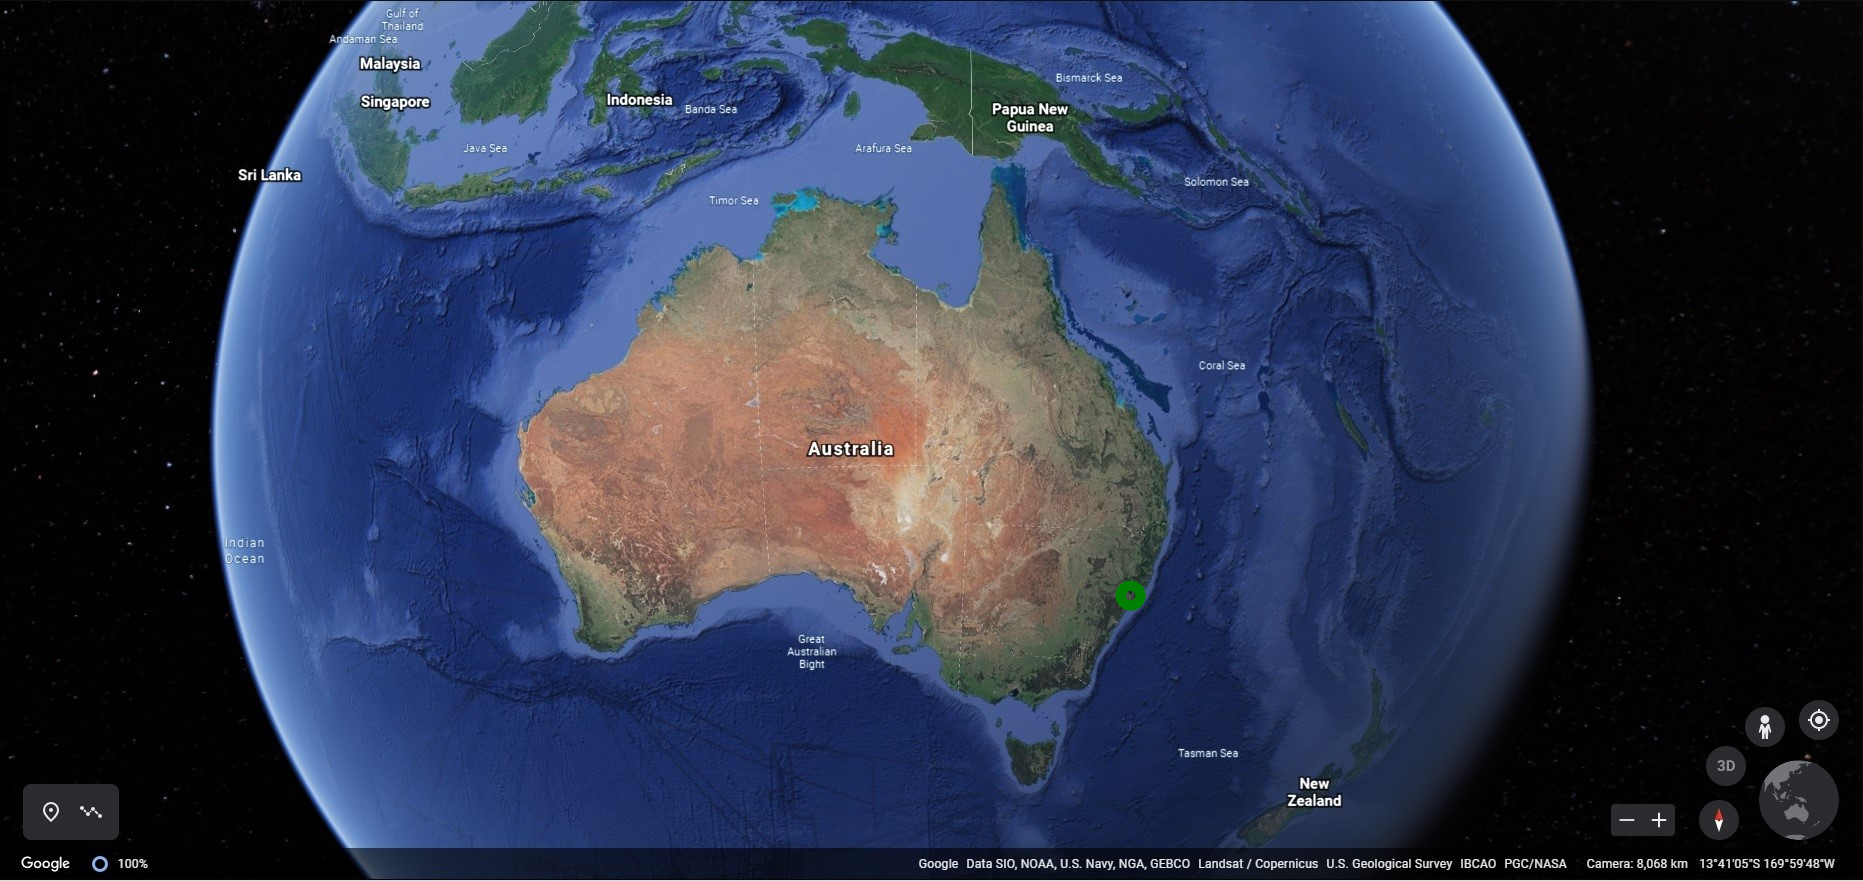 Gulf of
Thailand
Andaman Sea
Malaysia
Singapore
Indonesia
Banda Sea
Bismarck Sea
Papua New
Guinea
Java Sea
Arafura Sea
Sri Lanka
Solomon Sea
Timor Sea
Coral Sea
Australia
Indian
Ocean
Great
Australian
Bight
Tasman Sea
New
Zealand
3D
Google 100% Google Data SIO, NOAA, U.S. Navy, NGA, GEBCO Landsat / Copernicus U.S. Geological Survey IBCAO PGC/NASA Camera: 8,068 km 13°41'05"S 169°59'48"W